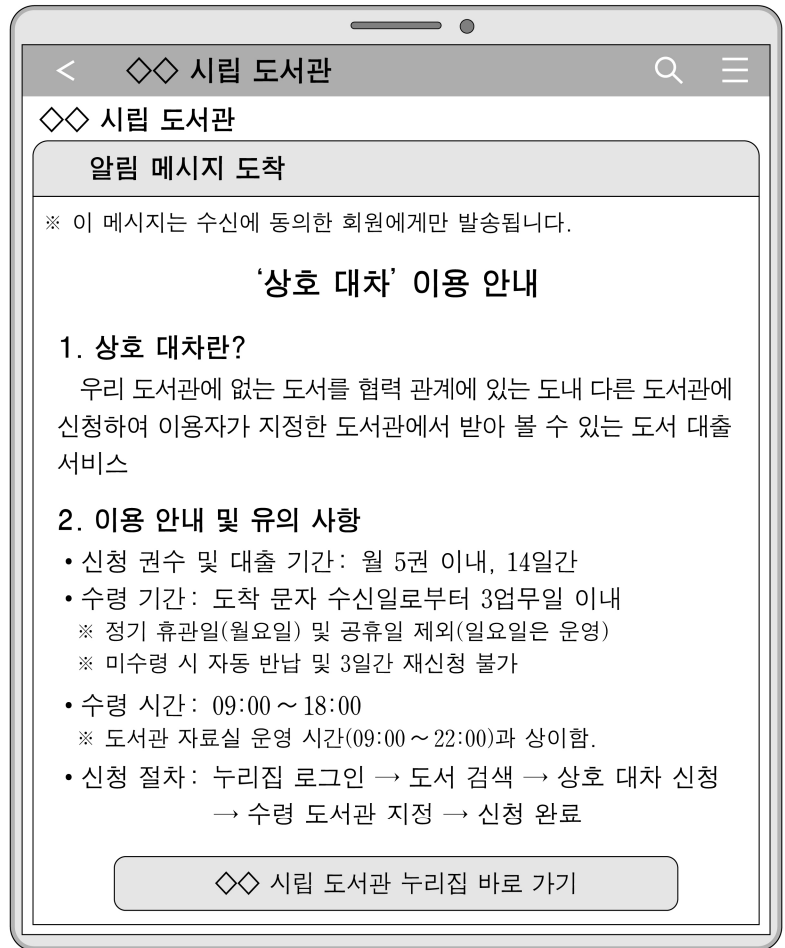 < ◇◇ 시립 도서관
◇◇ 시립 도서관
알림 메시지 도착
※ 이 메시지는 수신에 동의한 회원에게만 발송됩니다.
‘상호 대차’ 이용 안내
1. 상호 대차란?
우리 도서관에 없는 도서를 협력 관계에 있는 도내 다른 도서관에
신청하여 이용자가 지정한 도서관에서 받아 볼 수 있는 도서 대출
서비스
2. 이용 안내 및 유의 사항
• 신청 권수 및 대출 기간: 월 5권 이내, 14일간
• 수령 기간: 도착 문자 수신일로부터 3업무일 이내
※ 정기 휴관일(월요일) 및 공휴일 제외(일요일은 운영)
※ 미수령 시 자동 반납 및 3일간 재신청 불가
• 수령 시간: 09:00 ~ 18:00
※ 도서관 자료실 운영 시간(09:00 ~ 22:00)과 상이함.
• 신청 절차: 누리집 로그인 → 도서 검색 → 상호 대차 신청
→ 수령 도서관 지정 → 신청 완료
◇◇ 시립 도서관 누리집 바로 가기